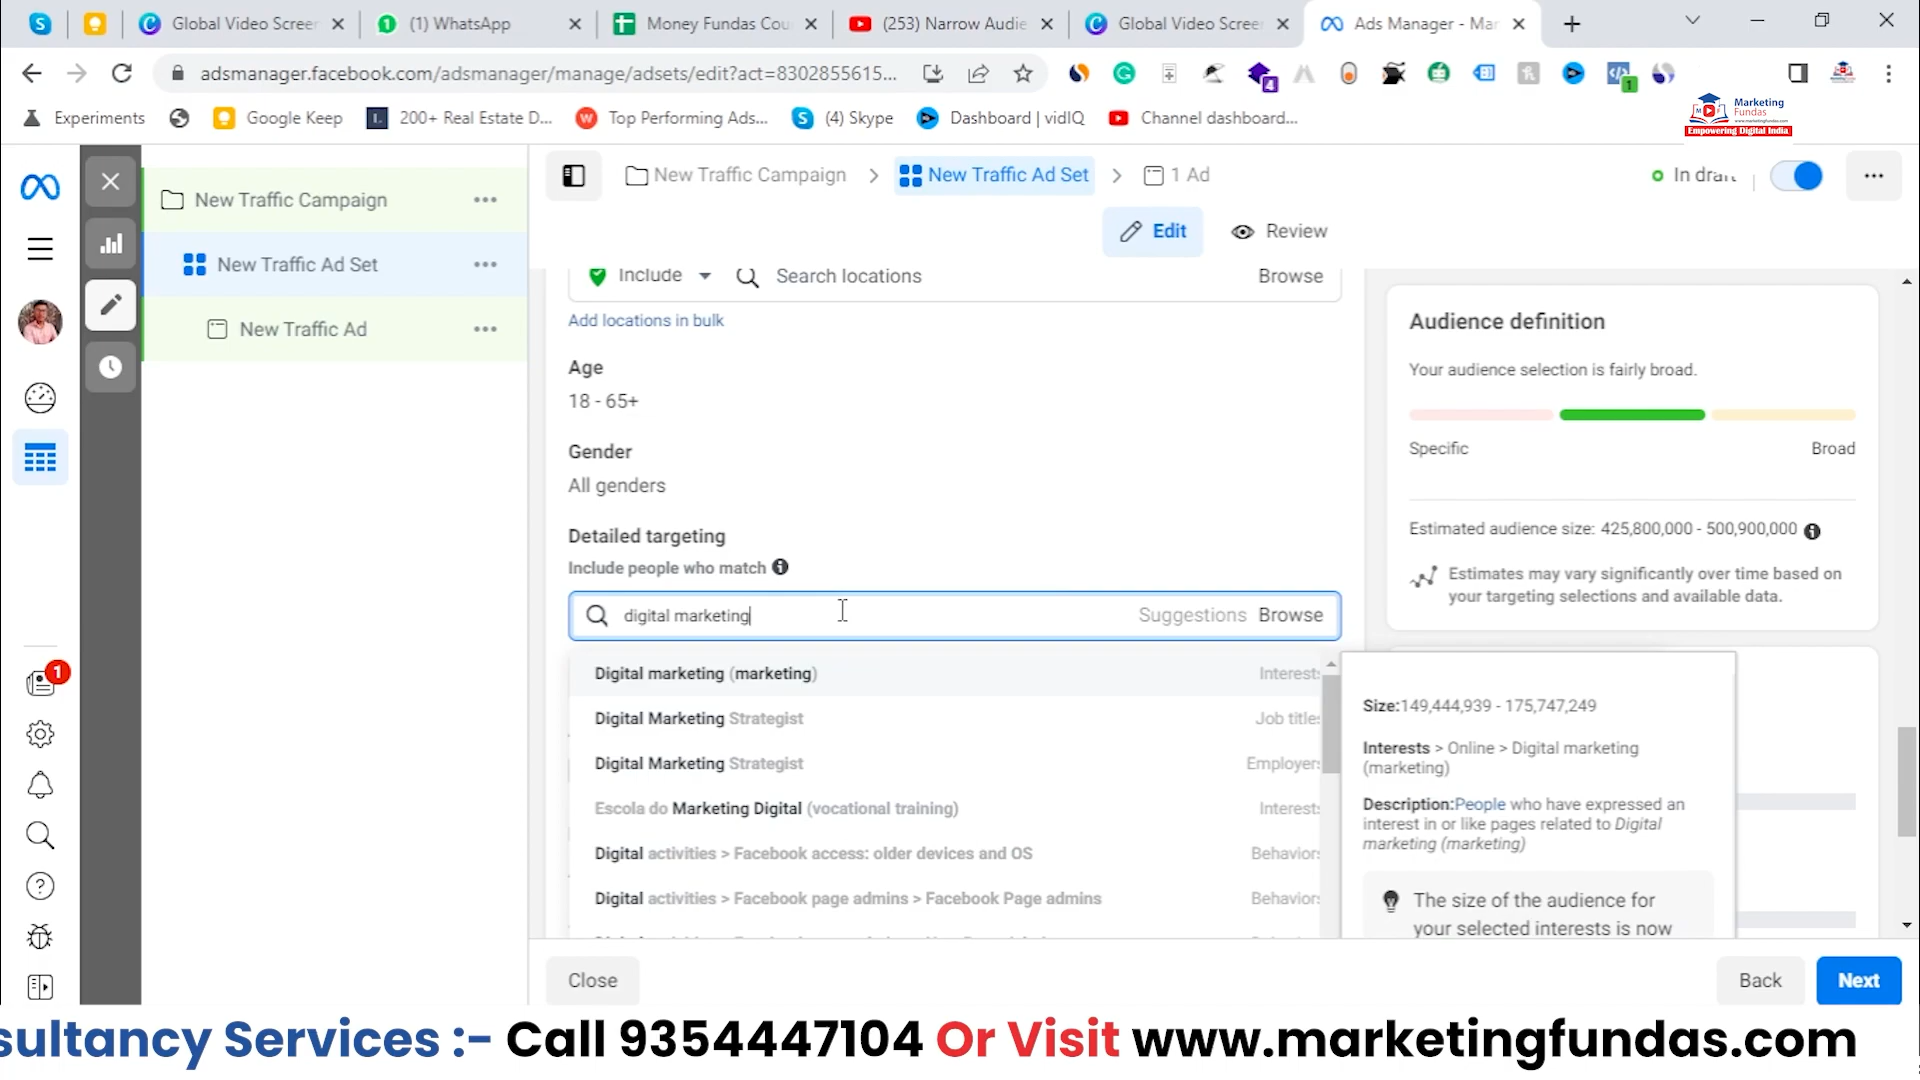 Global Video Screen
(1) WhatsApp
Money Fundas Cou
(253) Narrow Audie
Global Video Screen
Ads Manager - Mar
adsmanager.facebook.com/adsmanager/manage/adsets/edit?act=8302855615...
4
1
Experiments
Google Keep
200+ Real Estate D...
Top Performing Ads...
(4) Skype
Dashboard | vidIQ
Channel dashboard...
Marketing
Fundas
www.marketingfundas.com
Empowering Digital India
New Traffic Campaign
New Traffic Ad Set
New Traffic Ad
New Traffic Campaign
New Traffic Ad Set
1 Ad
In draft
Edit
Review
Include
Search locations
Browse
Add locations in bulk
Age
18 - 65+
Gender
All genders
Detailed targeting
Include people who match
digital marketing
Suggestions
Browse
Digital marketing (marketing)
Interests
Digital Marketing Strategist
Job titles
Digital Marketing Strategist
Employers
Escola do Marketing Digital (vocational training)
Interests
Digital activities > Facebook access: older devices and OS
Behaviors
Digital activities > Facebook page admins > Facebook Page admins
Behaviors
Audience definition
Your audience selection is fairly broad.
Specific
Broad
Estimated audience size: 425,800,000 - 500,900,000
Estimates may vary significantly over time based on
your targeting selections and available data.
Size:149,444,939 - 175,747,249
Interests > Online > Digital marketing
(marketing)
Description:People who have expressed an
interest in or like pages related to Digital
marketing (marketing)
The size of the audience for
your selected interests is now
1
Close
Back
Next
sultancy Services :- Call 9354447104 Or Visit www.marketingfundas.com